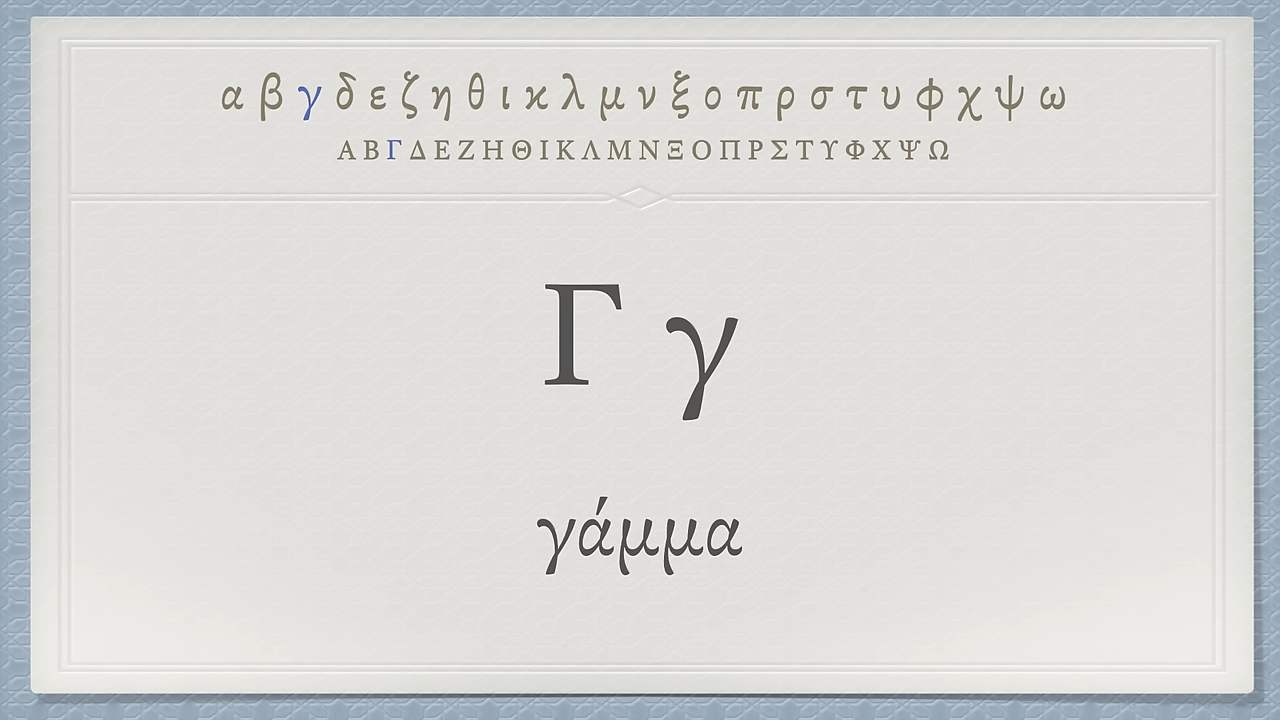 α β γ δ ε ζ η θ ι κ λ μ ν ξ ο π ρ σ τ υ φ χ ψ ω
Α Β Γ Δ Ε Ζ Η Θ Ι Κ Λ Μ Ν Ξ Ο Π Ρ Σ Τ Υ Φ Χ Ψ Ω
Γ γ
γάμμα